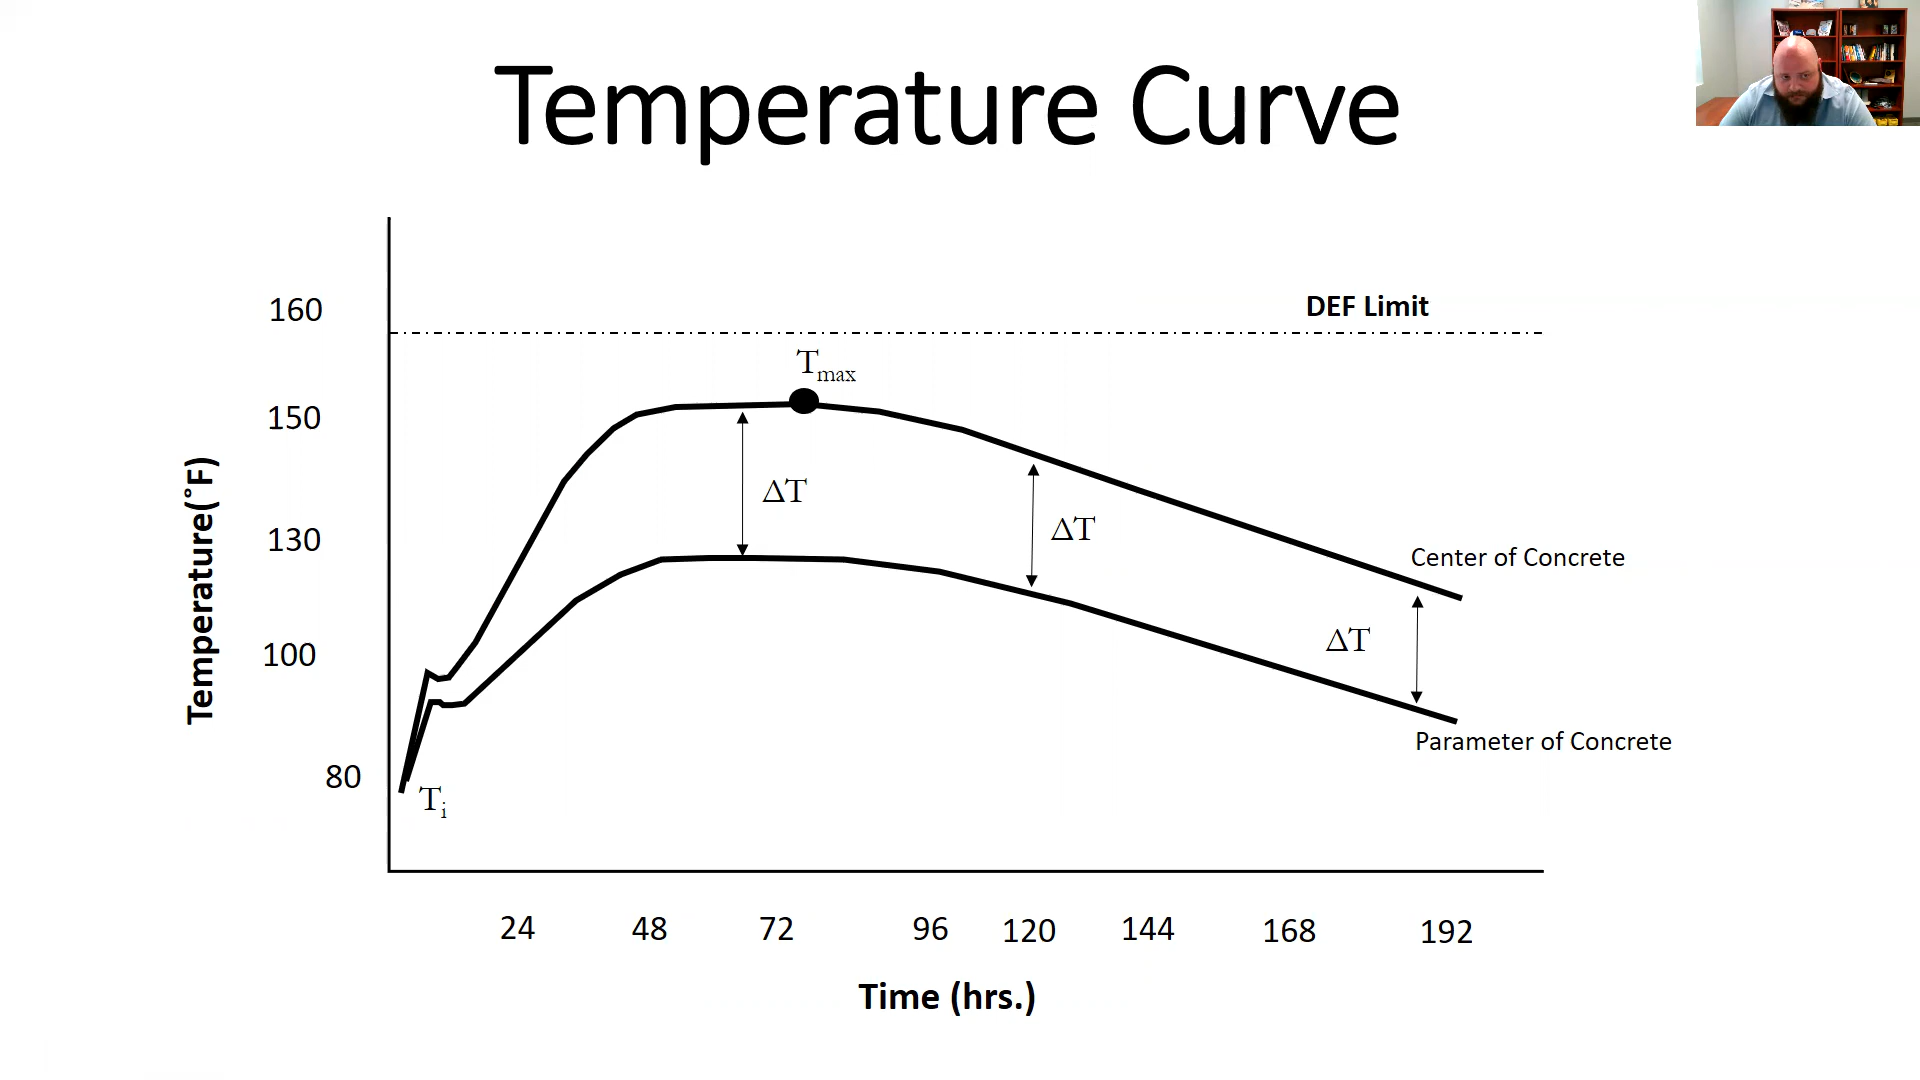 Temperature Curve
DEF Limit
160
Tmax
150
ΔT
ΔT
130
Center of Concrete
ΔT
100
Parameter of Concrete
80
Ti
Temperature(˚F)
24 48 72 96 120 144 168 192
Time (hrs.)